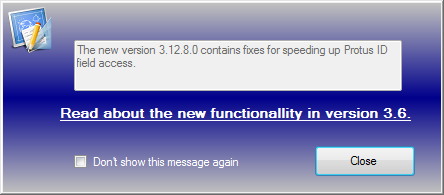 The new version 3.12.8.0 contains fixes for speeding up Protus ID
field access.
Read about the new functionallity in version 3.6.
Don't show this message again
Close